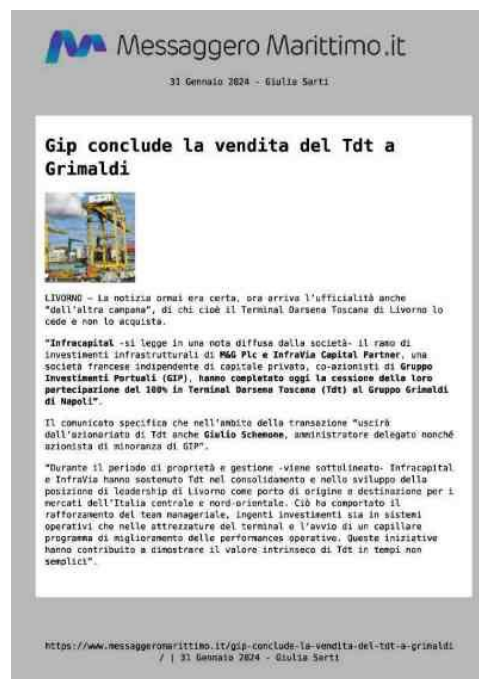 Messaggero Marittimo.it
31 Gennaio 2024 - Giulia Sarti
Gip conclude la vendita del Tdt a
Grimaldi
LIVORNO – La notizia ormai era certa, ora arriva l'ufficialità anche
"dall'altra campana", di chi cioè il Terminal Darsena Toscana di Livorno lo
cede e non lo acquista.
"Infracapital -si legge in una nota diffusa dalla società- il ramo di
investimenti infrastrutturali di M&G Plc e InfraVia Capital Partner, una
società francese indipendente di capitale privato, co-azionisti di Gruppo
Investimenti Portuali (GIP), hanno completato oggi la cessione della loro
partecipazione del 100% in Terminal Darsena Toscana (Tdt) al Gruppo Grimaldi
di Napoli".
Il comunicato specifica che nell'ambito della transazione "uscirà
dall'azionariato di Tdt anche Giulio Schenone, amministratore delegato nonché
azionista di minoranza di GIP".
"Durante il periodo di proprietà e gestione -viene sottolineato- Infracapital
e InfraVia hanno sostenuto Tdt nel consolidamento e nello sviluppo della
posizione di leadership di Livorno come porto di origine e destinazione per i
mercati dell'Italia centrale e nord-orientale. Ciò ha comportato il
rafforzamento del team manageriale, ingenti investimenti sia in sistemi
operativi che nelle attrezzature del terminal e l'avvio di un capillare
programma di miglioramento delle performances operative. Queste iniziative
hanno contribuito a dimostrare il valore intrinseco di Tdt in tempi non
semplici".
https://www.messaggeromarittimo.it/gip-conclude-la-vendita-del-tdt-a-grimaldi
/ | 31 Gennaio 2024 - Giulia Sarti